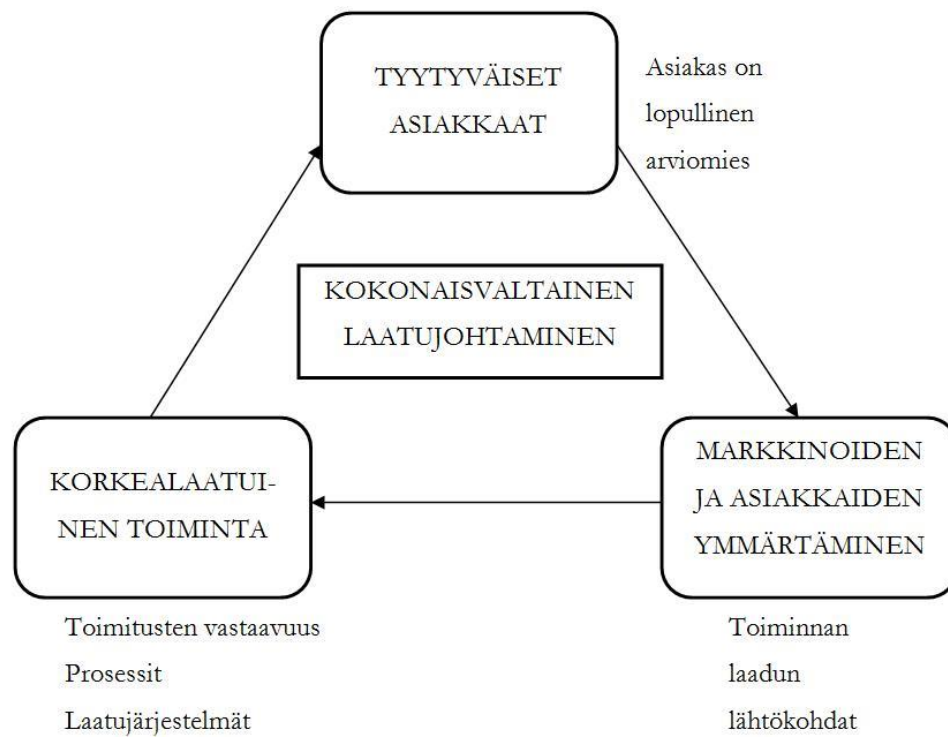 TYYTYVÄISET
ASIAKKAAT
Asiakas on
lopullinen
arviomies
KOKONAISVALTAINEN
LAATUJOHTAMINEN
KORKEALAATUI-
NEN TOIMINTA
MARKKINOIDEN
JA ASIAKKAIDEN
YMMÄRTÄMINEN
Toimitusten vastaavuus
Prosessit
Laatujärjestelmät
Toiminnan
laadun
lähtökohdat